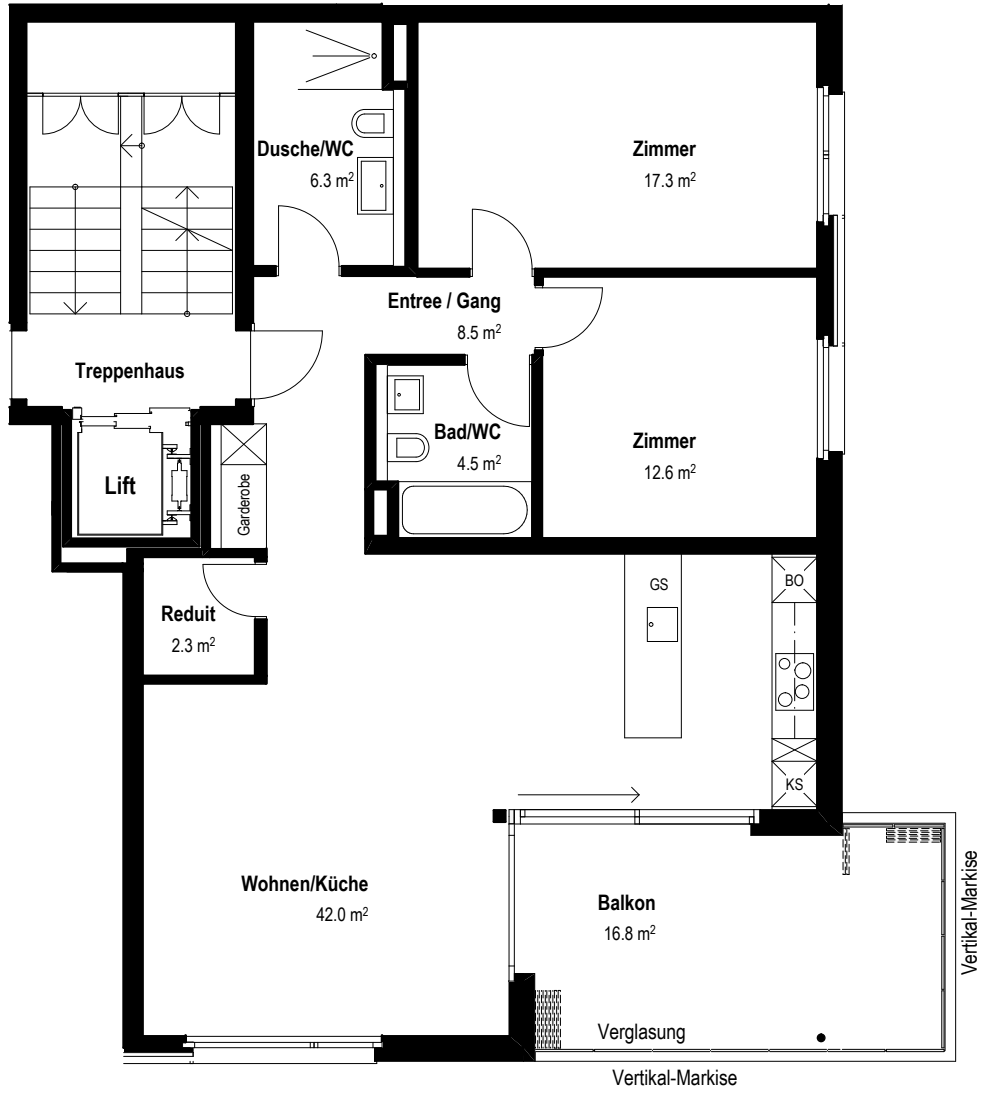 Dusche/WC
6.3 m²
Zimmer
17.3 m²
Entree / Gang
8.5 m²
Treppenhaus
Bad/WC
4.5 m²
Zimmer
12.6 m²
Lift
Garderobe
Reduit
2.3 m²
GS
BO
KS
Wohnen/Küche
42.0 m²
Balkon
16.8 m²
Vertikal-Markise
Verglasung
Vertikal-Markise